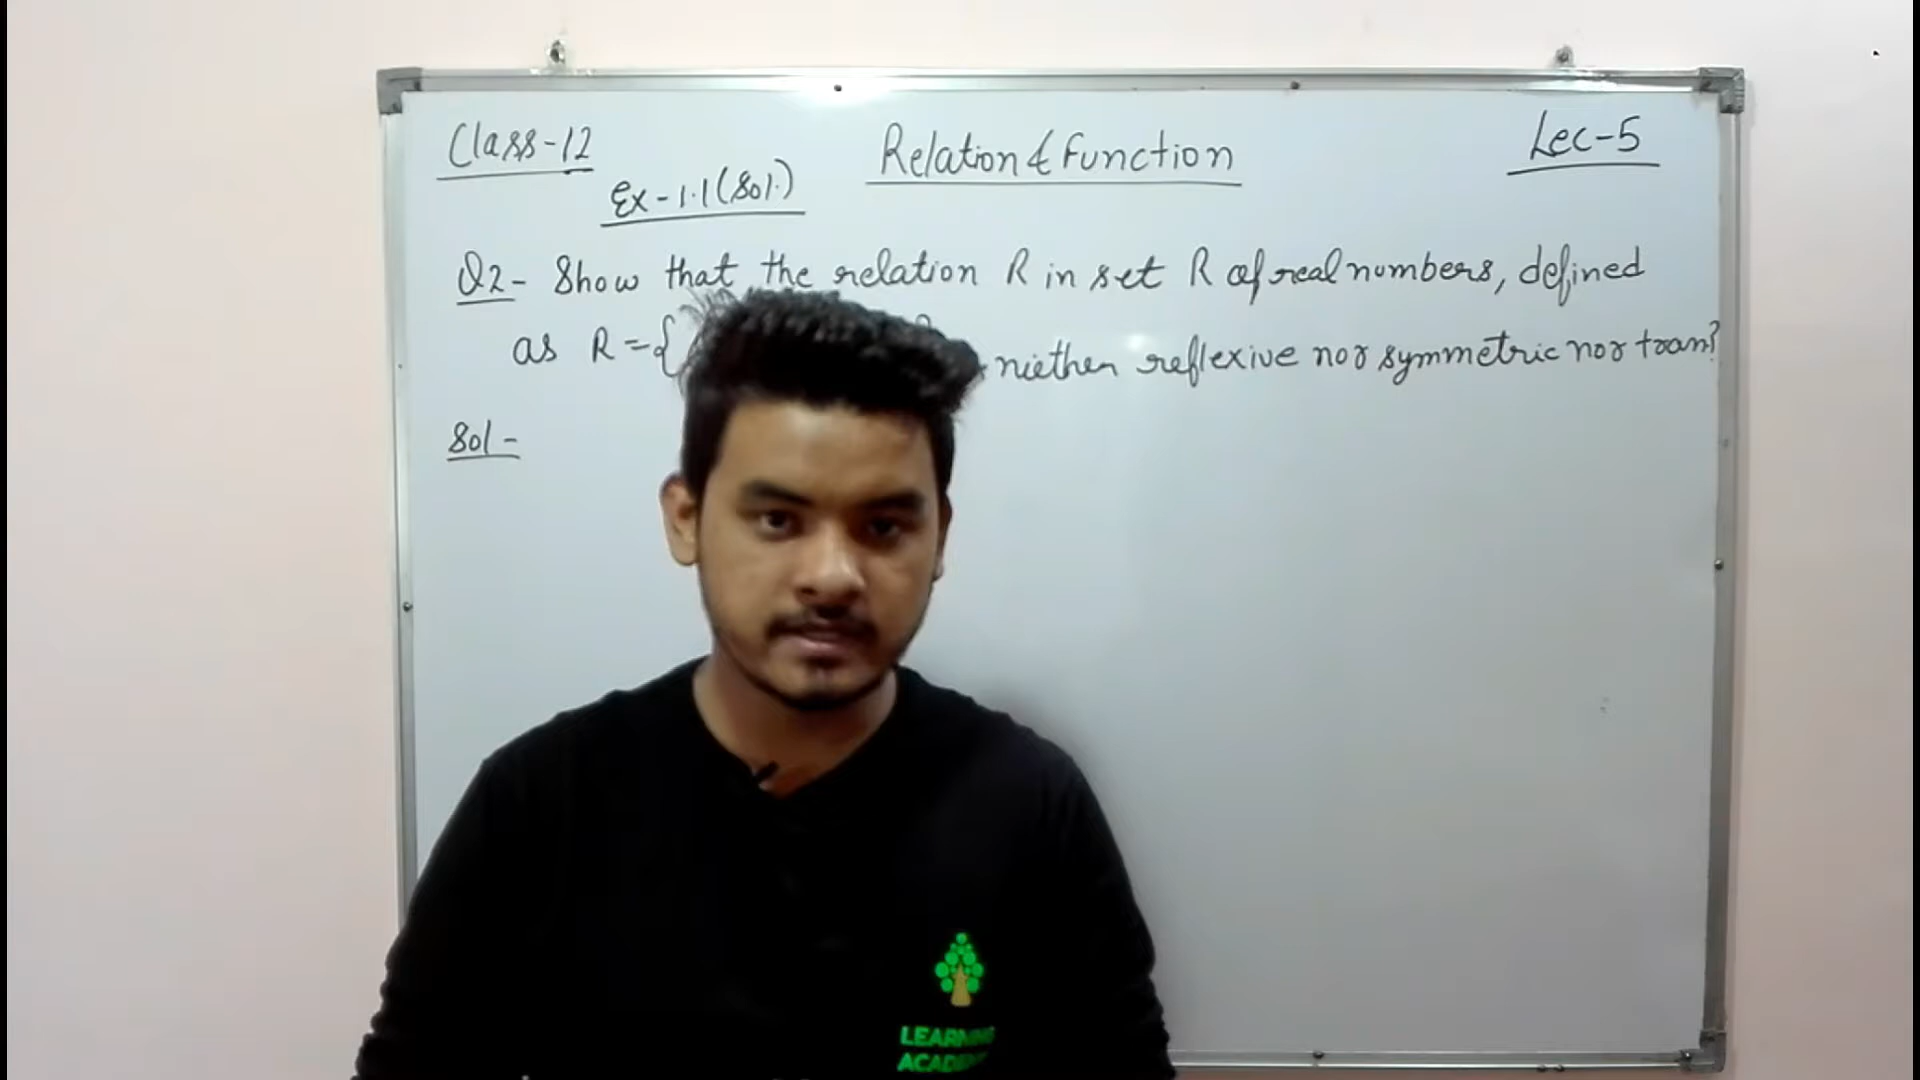 Class-12
Relation & Function
Lec-5
Ex-1.1(Sol.)
Q2- Show that the relation R in set R of real numbers, defined
as R={ niether reflexive nor symmetric nor tran?
Sol-
LEARNING
ACADE